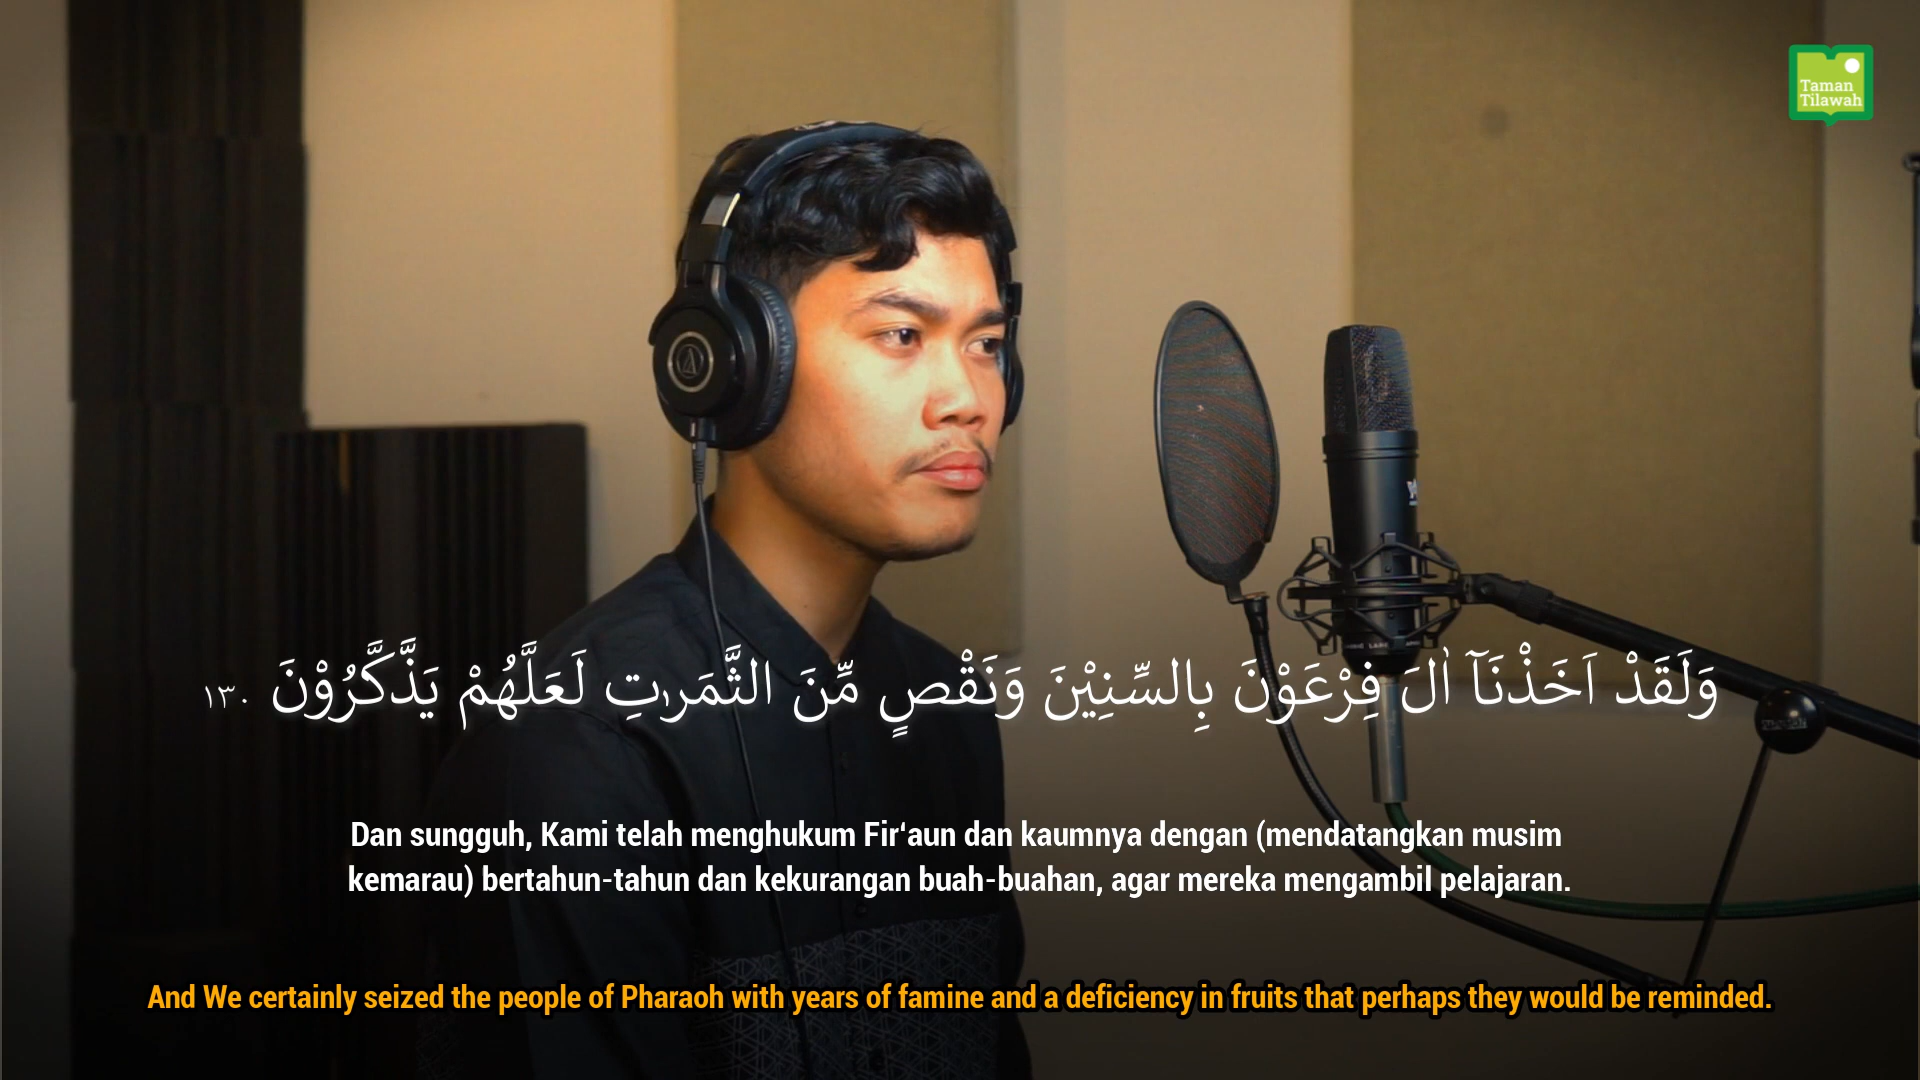 Taman
Tilawah
وَلَقَدْ اَخَذْنَآ اٰلَ فِرْعَوْنَ بِالسِّنِيْنَ وَنَقْصٍ مِّنَ الثَّمَرٰتِ لَعَلَّهُمْ يَذَّكَّرُوْنَ ١٣٠
Dan sungguh, Kami telah menghukum Fir‘aun dan kaumnya dengan (mendatangkan musim
kemarau) bertahun-tahun dan kekurangan buah-buahan, agar mereka mengambil pelajaran.
And We certainly seized the people of Pharaoh with years of famine and a deficiency in fruits that perhaps they would be reminded.